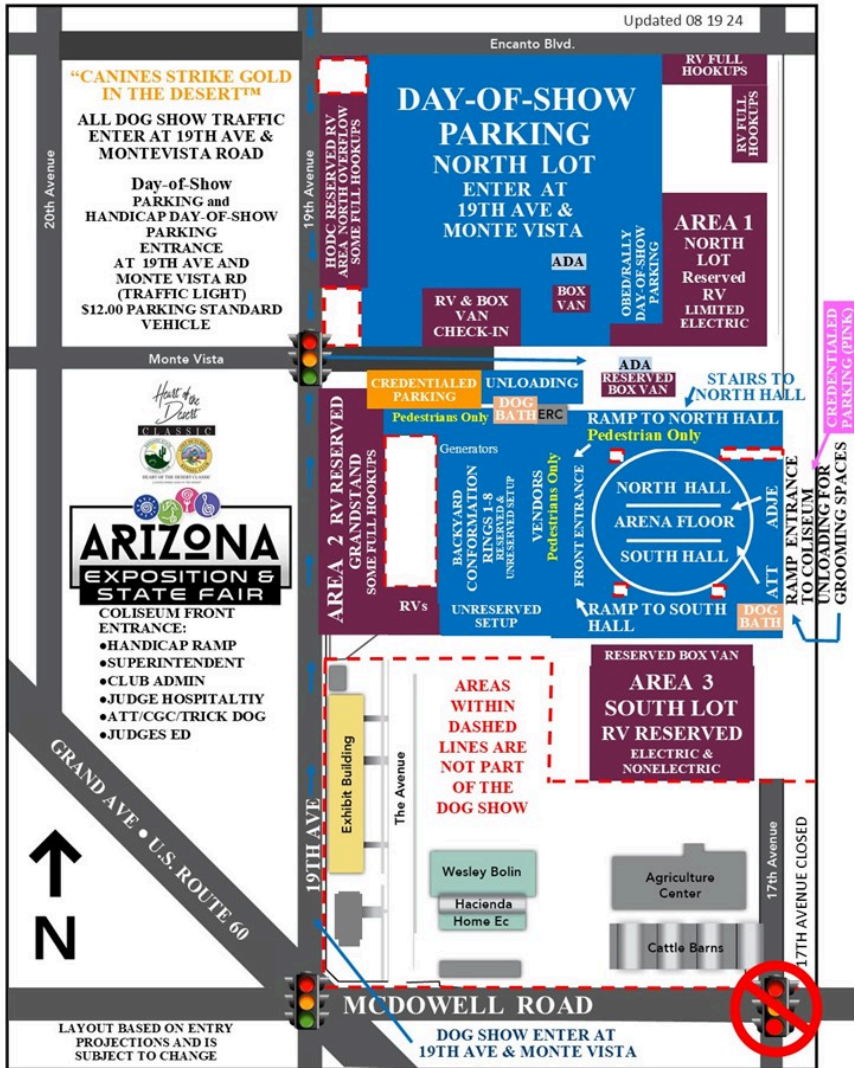 Updated 08 19 24
Encanto Blvd.
20th Avenue
19th Avenue
“CANINES STRIKE GOLD
IN THE DESERT™
ALL DOG SHOW TRAFFIC
ENTER AT 19TH AVE &
MONTEVISTA ROAD
Day-of-Show
PARKING and
HANDICAP DAY-OF-SHOW
PARKING
ENTRANCE
AT 19TH AVE AND
MONTE VISTA RD
(TRAFFIC LIGHT)
$12.00 PARKING STANDARD
VEHICLE
HODC RESERVED RV
AREA NORTH OVERFLOW
SOME FULL HOOKUPS
DAY-OF-SHOW
PARKING
NORTH LOT
ENTER AT
19TH AVE &
MONTE VISTA
RV FULL
HOOKUPS
RV FULL
HOOKUPS
ADA
BOX
VAN
OBED/RALLY
DAY-OF-SHOW
PARKING
AREA 1
NORTH
LOT
Reserved
RV
LIMITED
ELECTRIC
RV & BOX
VAN
CHECK-IN
Monte Vista
ADA
RESERVED
BOX VAN
CREDENTIALED
PARKING (PINK)
STAIRS TO
NORTH HALL
CREDENTIALED
PARKING
UNLOADING
Pedestrians Only
DOG
BATH
ERC
RAMP TO NORTH HALL
Pedestrian Only
Heart of the
Desert
CLASSIC
HEART OF THE DESERT CLASSIC
AREA 2 RV RESERVED
GRANDSTAND
SOME FULL HOOKUPS
RVs
Generators
BACKYARD
CONFORMATION
RINGS 1-8
RESERVED &
UNRESERVED SETUP
VENDORS
Pedestrians Only
FRONT ENTRANCE
NORTH HALL
ARENA FLOOR
SOUTH HALL
ADJE
ATT
RAMP ENTRANCE
TO COLISEUM
UNLOADING FOR
GROOMING SPACES
UNRESERVED
SETUP
RAMP TO SOUTH
HALL
DOG
BATH
ARIZONA
EXPOSITION &
STATE FAIR
COLISEUM FRONT
ENTRANCE:
●HANDICAP RAMP
●SUPERINTENDENT
●CLUB ADMIN
●JUDGE HOSPITALTIY
●ATT/CGC/TRICK DOG
●JUDGES ED
RESERVED BOX VAN
AREA 3
SOUTH LOT
RV RESERVED
ELECTRIC &
NONELECTRIC
AREAS
WITHIN
DASHED
LINES ARE
NOT PART
OF THE
DOG SHOW
Exhibit Building
The Avenue
GRAND AVE ● U.S. ROUTE 60
19TH AVE
Wesley Bolin
Hacienda
Home Ec
Agriculture
Center
Cattle Barns
17th Avenue
17TH AVENUE CLOSED
N
MCDOWELL ROAD
LAYOUT BASED ON ENTRY
PROJECTIONS AND IS
SUBJECT TO CHANGE
DOG SHOW ENTER AT
19TH AVE & MONTE VISTA